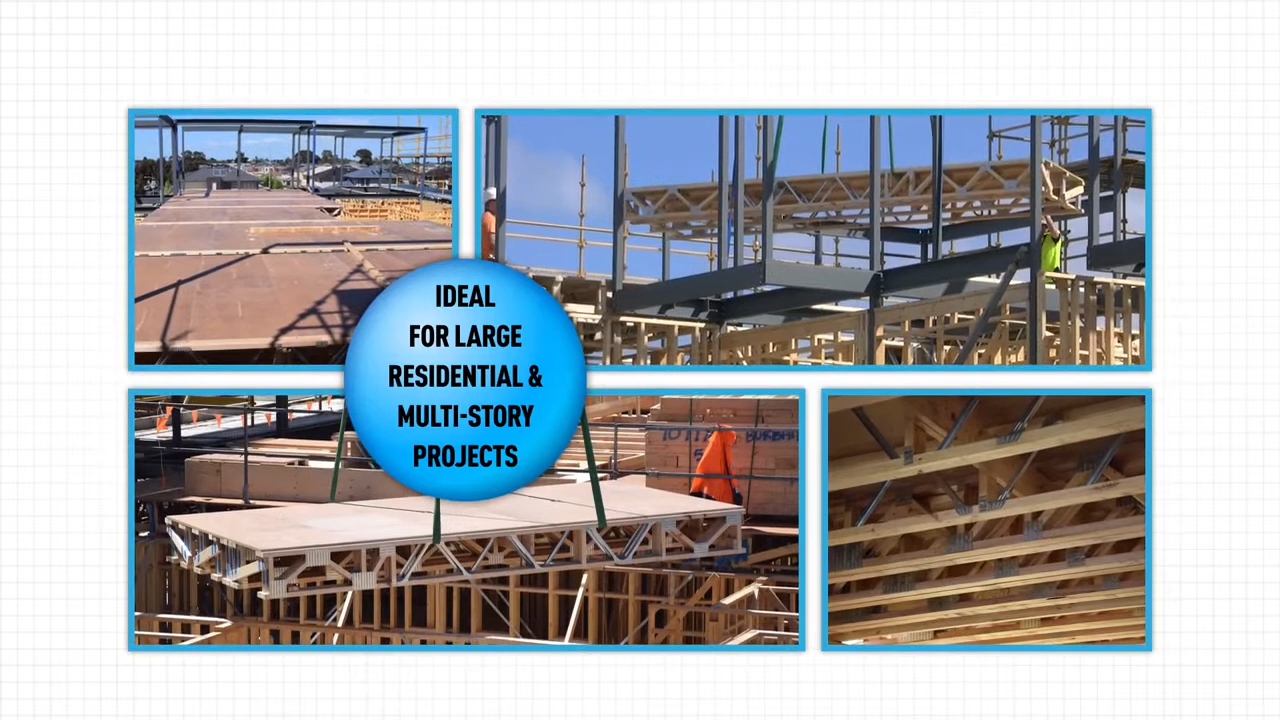 IDEAL
FOR LARGE
RESIDENTIAL &
MULTI-STORY
PROJECTS